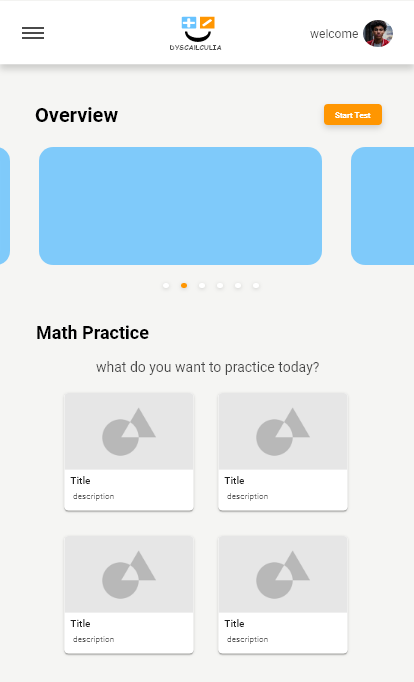 DYSCAILCULIA
welcome
Overview
Start Test
Math Practice
what do you want to practice today?
Title
description
Title
description
Title
description
Title
description